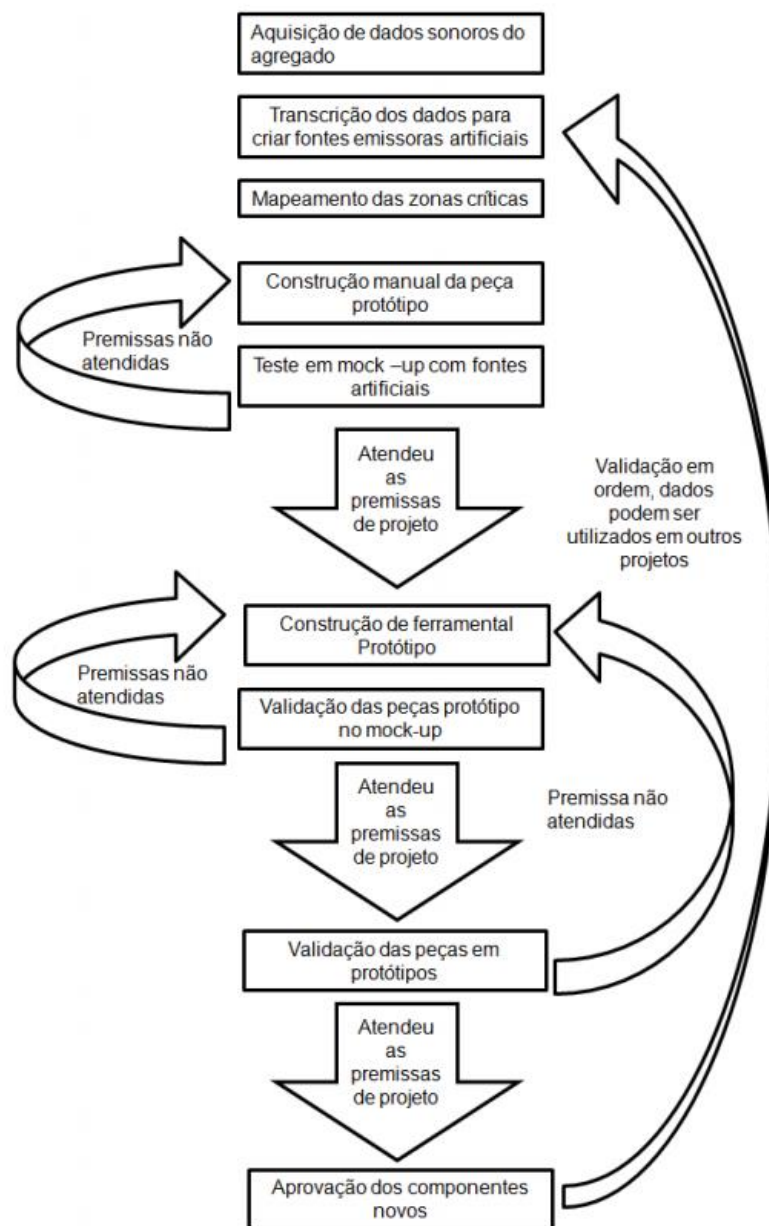 Aquisição de dados sonoros do
agregado
Transcrição dos dados para
criar fontes emissoras artificiais
Mapeamento das zonas críticas
Construção manual da peça
protótipo
Premissas não
atendidas
Teste em mock –up com fontes
artificiais
Atendeu
as
premissas
de projeto
Validação em
ordem, dados
podem ser
utilizados em outros
projetos
Construção de ferramental
Protótipo
Premissas não
atendidas
Validação das peças protótipo
no mock-up
Atendeu
as
premissas
de projeto
Premissa não
atendidas
Validação das peças em
protótipos
Atendeu
as
premissas
de projeto
Aprovação dos componentes
novos